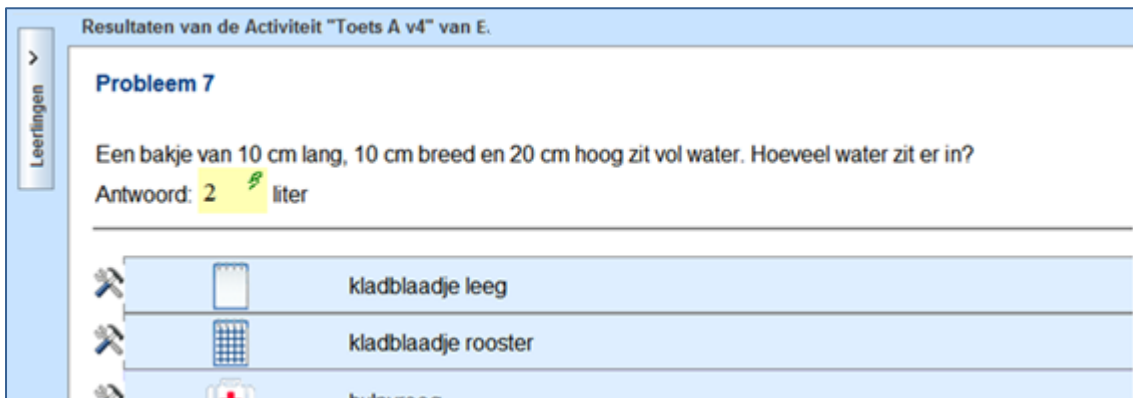 Resultaten van de Activiteit "Toets A v4" van E.
> Leerlingen
Probleem 7
Een bakje van 10 cm lang, 10 cm breed en 20 cm hoog zit vol water. Hoeveel water zit er in?
Antwoord: 2 liter
kladblaadje leeg
kladblaadje rooster